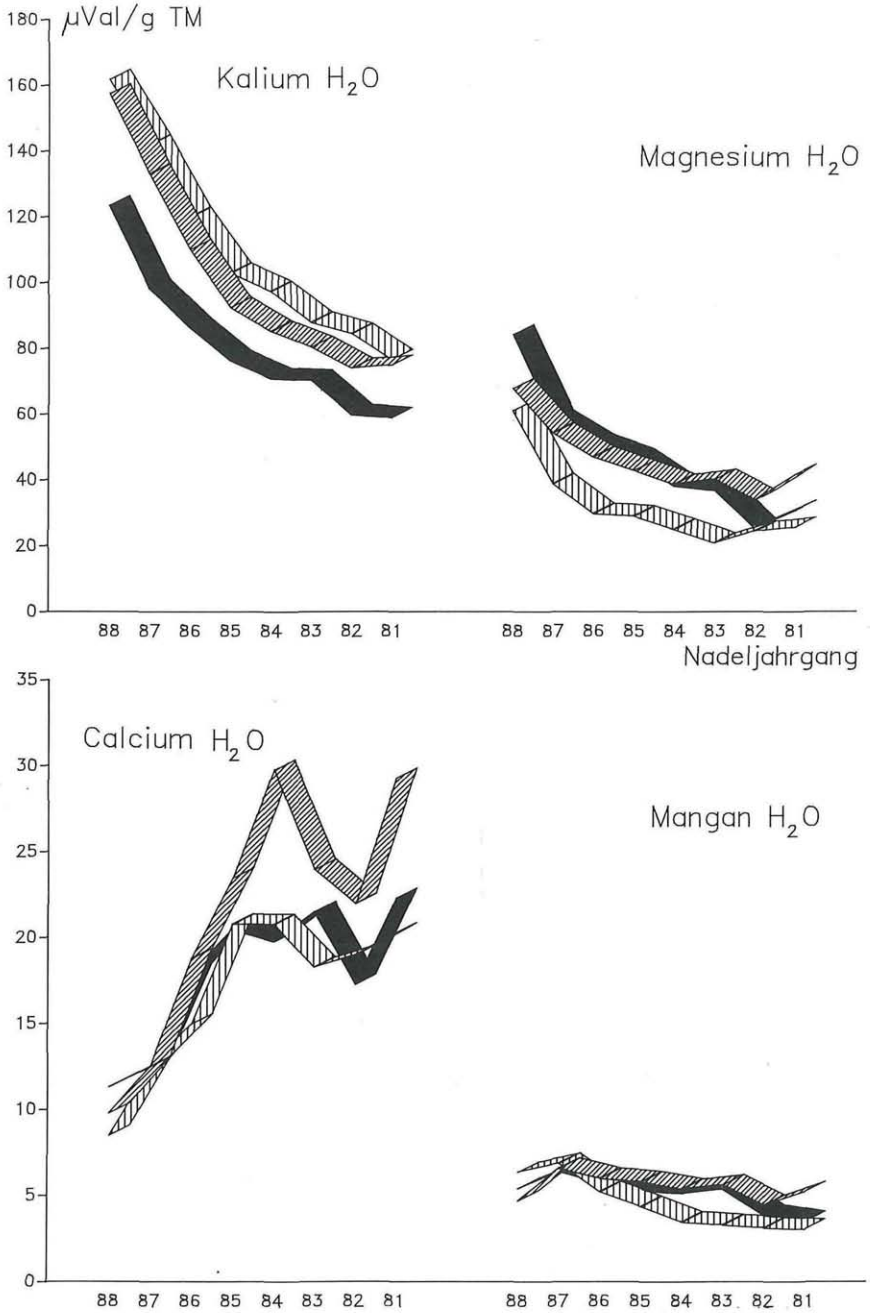 µVal/g TM
180
160
140
120
100
80
60
40
20
0
Kalium H₂O
Magnesium H₂O
88 87 86 85 84 83 82 81
88 87 86 85 84 83 82 81
Nadeljahrgang
35
30
25
20
15
10
5
0
Calcium H₂O
Mangan H₂O
88 87 86 85 84 83 82 81
88 87 86 85 84 83 82 81